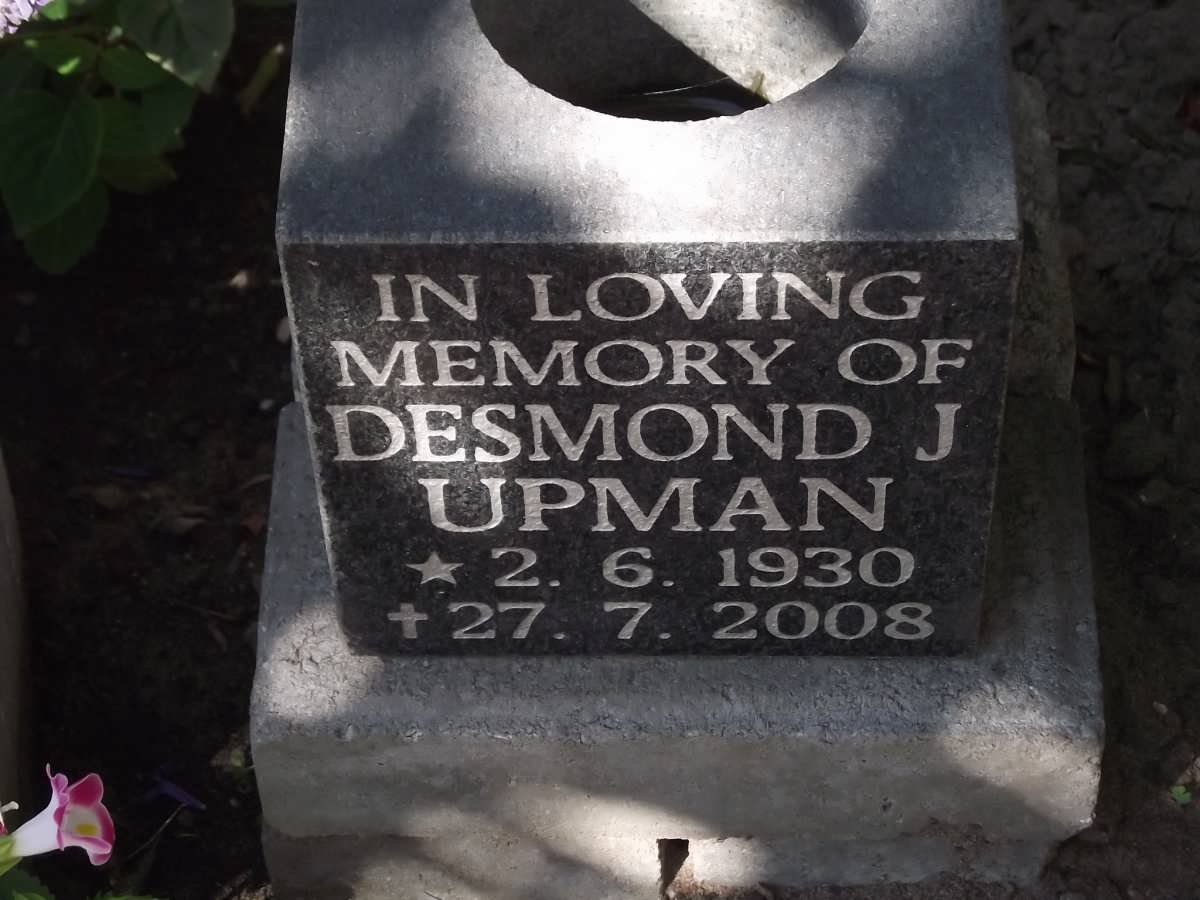 IN LOVING
MEMORY OF
DESMOND J
UPMAN
★ 2. 6. 1930
✝ 27. 7. 2008